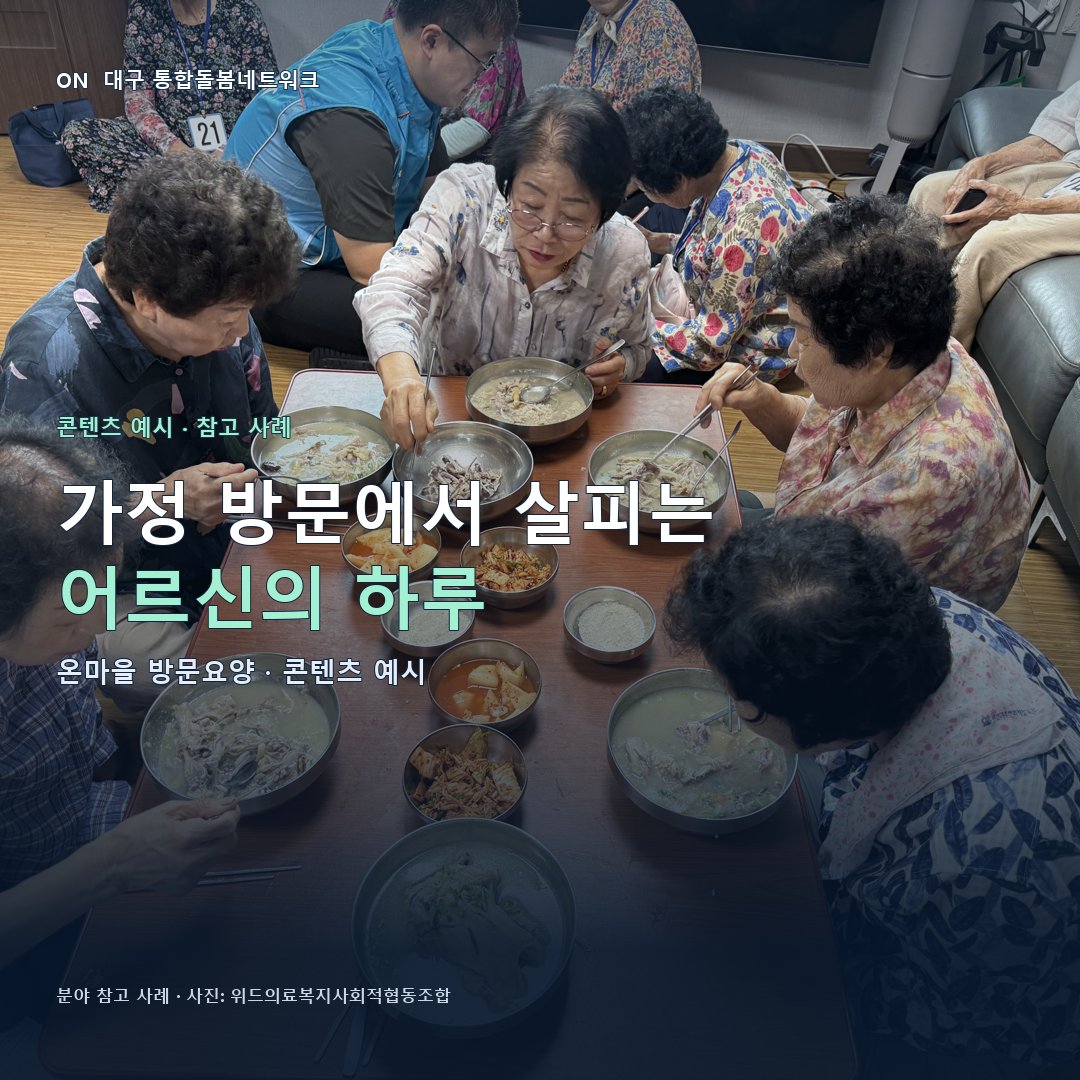 ON 대구 통합돌봄네트워크
21
콘텐츠 예시 · 참고 사례
가정 방문에서 살피는
어르신의 하루
온마을 방문요양 · 콘텐츠 예시
분야 참고 사례 · 사진: 위드의료복지사회적협동조합